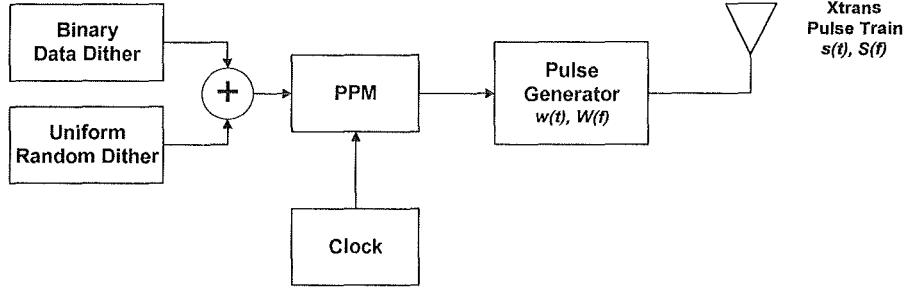 Binary
Data Dither
Uniform
Random Dither
+
PPM
Clock
Pulse
Generator
w(t), W(f)
Xtrans
Pulse Train
s(t), S(f)